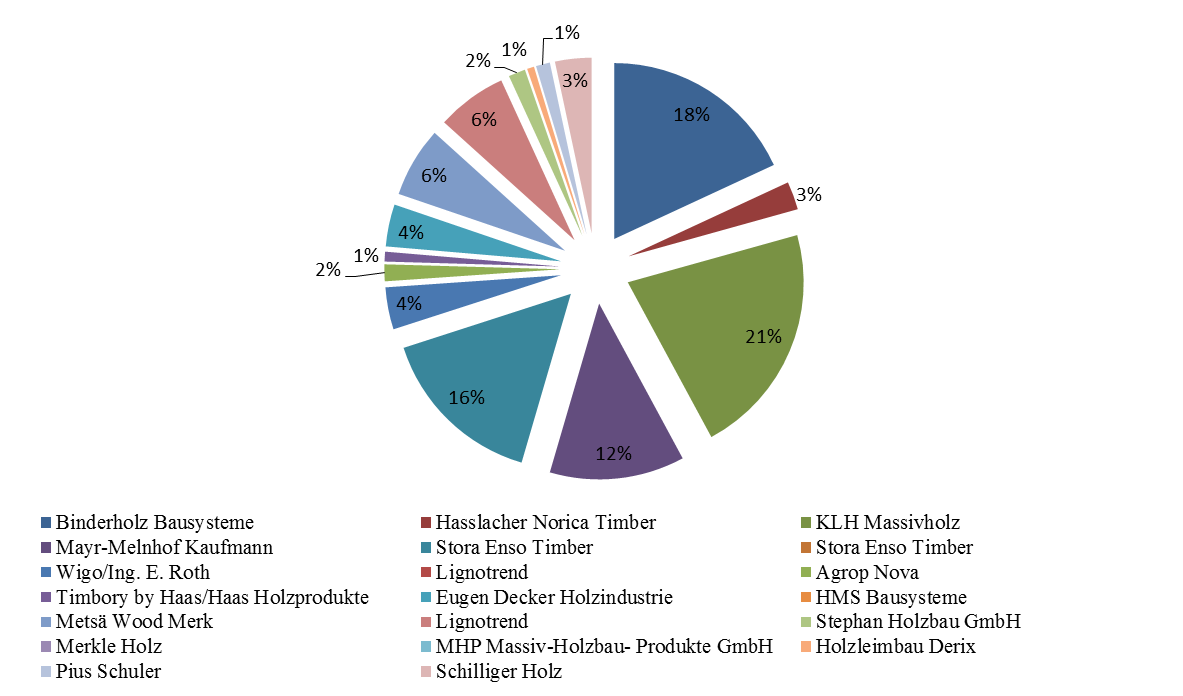 1%
1%
2%
3%
18%
6%
6%
3%
4%
1%
2%
4%
21%
16%
12%
Binderholz Bausysteme
Hasslacher Norica Timber
KLH Massivholz
Mayr-Melnhof Kaufmann
Stora Enso Timber
Stora Enso Timber
Wigo/Ing. E. Roth
Lignotrend
Agrop Nova
Timbory by Haas/Haas Holzprodukte
Eugen Decker Holzindustrie
HMS Bausysteme
Metsä Wood Merk
Lignotrend
Stephan Holzbau GmbH
Merkle Holz
MHP Massiv-Holzbau- Produkte GmbH
Holzleimbau Derix
Pius Schuler
Schilliger Holz